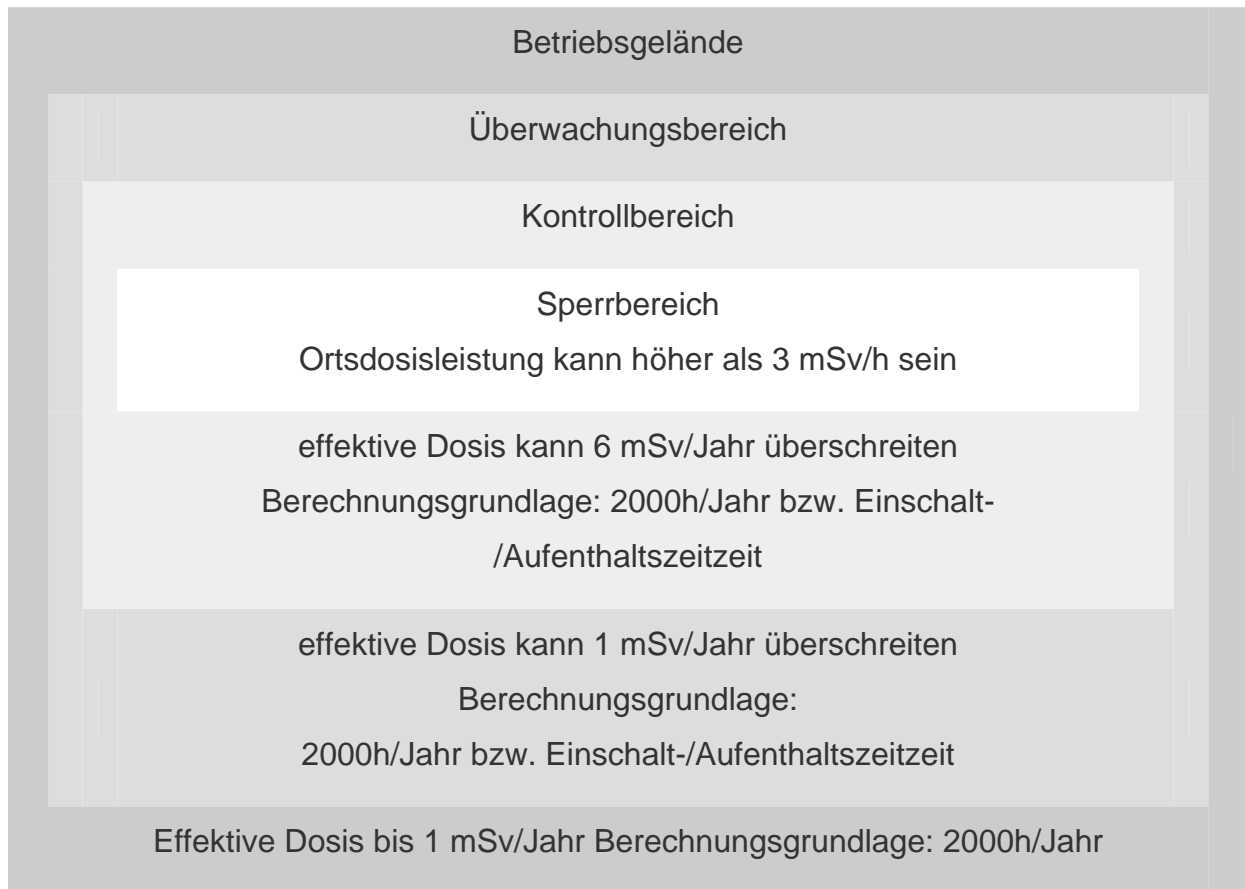 Betriebsgelände
Überwachungsbereich
Kontrollbereich
Sperrbereich
Ortsdosisleistung kann höher als 3 mSv/h sein
effektive Dosis kann 6 mSv/Jahr überschreiten
Berechnungsgrundlage: 2000h/Jahr bzw. Einschalt-
/Aufenthaltszeitzeit
effektive Dosis kann 1 mSv/Jahr überschreiten
Berechnungsgrundlage:
2000h/Jahr bzw. Einschalt-/Aufenthaltszeitzeit
Effektive Dosis bis 1 mSv/Jahr Berechnungsgrundlage: 2000h/Jahr